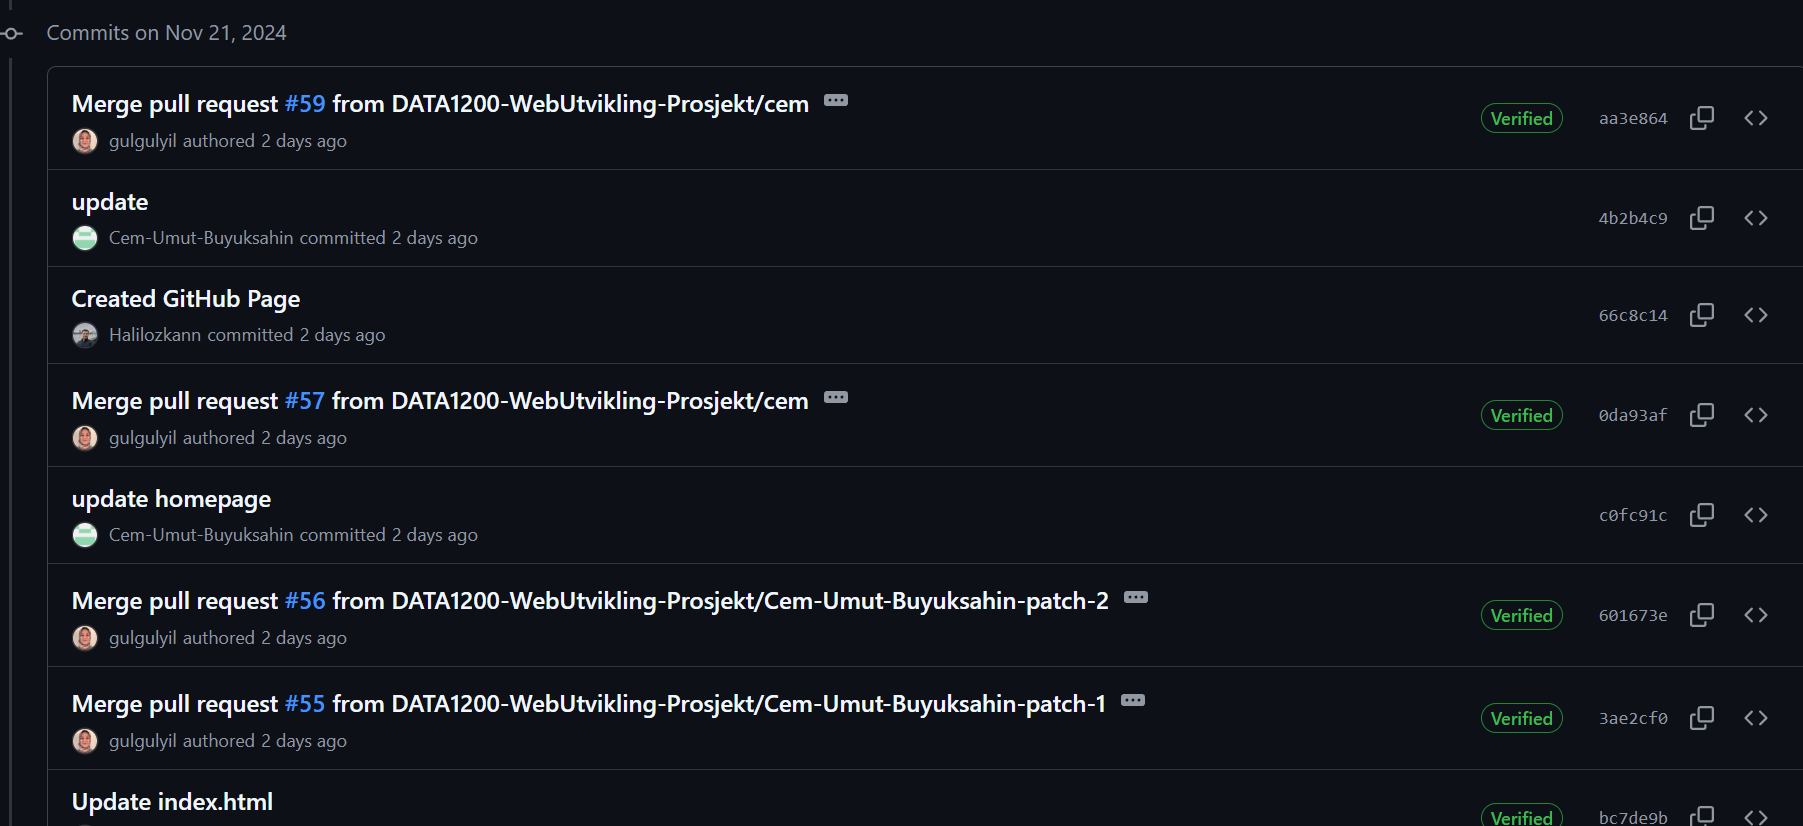 Commits on Nov 21, 2024
Merge pull request #59 from DATA1200-WebUtvikling-Prosjekt/cem
gulgulyil authored 2 days ago
Verified
aa3e864
update
Cem-Umut-Buyuksahin committed 2 days ago
4b2b4c9
Created GitHub Page
Halilozkann committed 2 days ago
66c8c14
Merge pull request #57 from DATA1200-WebUtvikling-Prosjekt/cem
gulgulyil authored 2 days ago
Verified
0da93af
update homepage
Cem-Umut-Buyuksahin committed 2 days ago
c0fc91c
Merge pull request #56 from DATA1200-WebUtvikling-Prosjekt/Cem-Umut-Buyuksahin-patch-2
gulgulyil authored 2 days ago
Verified
601673e
Merge pull request #55 from DATA1200-WebUtvikling-Prosjekt/Cem-Umut-Buyuksahin-patch-1
gulgulyil authored 2 days ago
Verified
3ae2cf0
Update index.html
Verified
bc7de9b